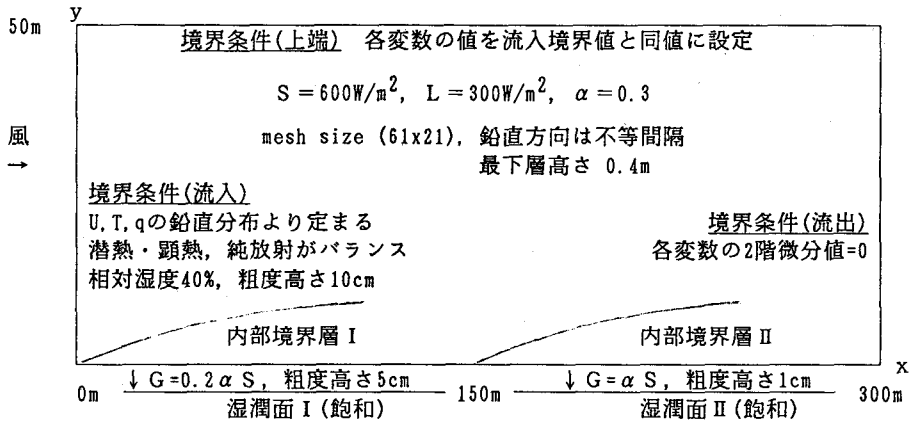 y
50m
境界条件(上端) 各変数の値を流入境界値と同値に設定
S=600W/m², L=300W/m², α=0.3
風
→
mesh size (61x21), 鉛直方向は不等間隔
最下層高さ 0.4m
境界条件(流入)
U,T,qの鉛直分布より定まる
潜熱・顕熱, 純放射がバランス
相対湿度40%, 粗度高さ10cm
境界条件(流出)
各変数の2階微分値=0
内部境界層Ⅰ
内部境界層Ⅱ
x
0m
↓G=0.2αS, 粗度高さ5cm
湿潤面Ⅰ(飽和)
150m
↓G=αS, 粗度高さ1cm
湿潤面Ⅱ(飽和)
300m